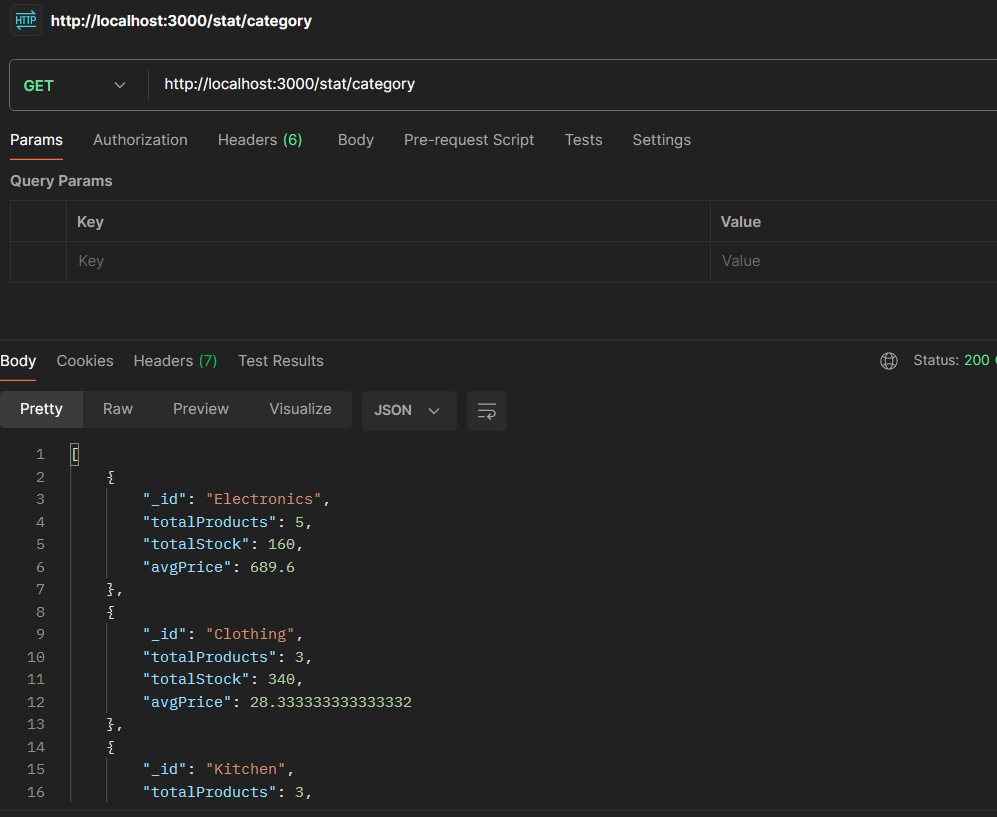 HTTP http://localhost:3000/stat/category
GET http://localhost:3000/stat/category
Params Authorization Headers (6) Body Pre-request Script Tests Settings
Query Params
Key Value
Key Value
Body Cookies Headers (7) Test Results Status: 200
Pretty Raw Preview Visualize JSON
1 [
2 {
3 "_id": "Electronics",
4 "totalProducts": 5,
5 "totalStock": 160,
6 "avgPrice": 689.6
7 },
8 {
9 "_id": "Clothing",
10 "totalProducts": 3,
11 "totalStock": 340,
12 "avgPrice": 28.333333333333332
13 },
14 {
15 "_id": "Kitchen",
16 "totalProducts": 3,